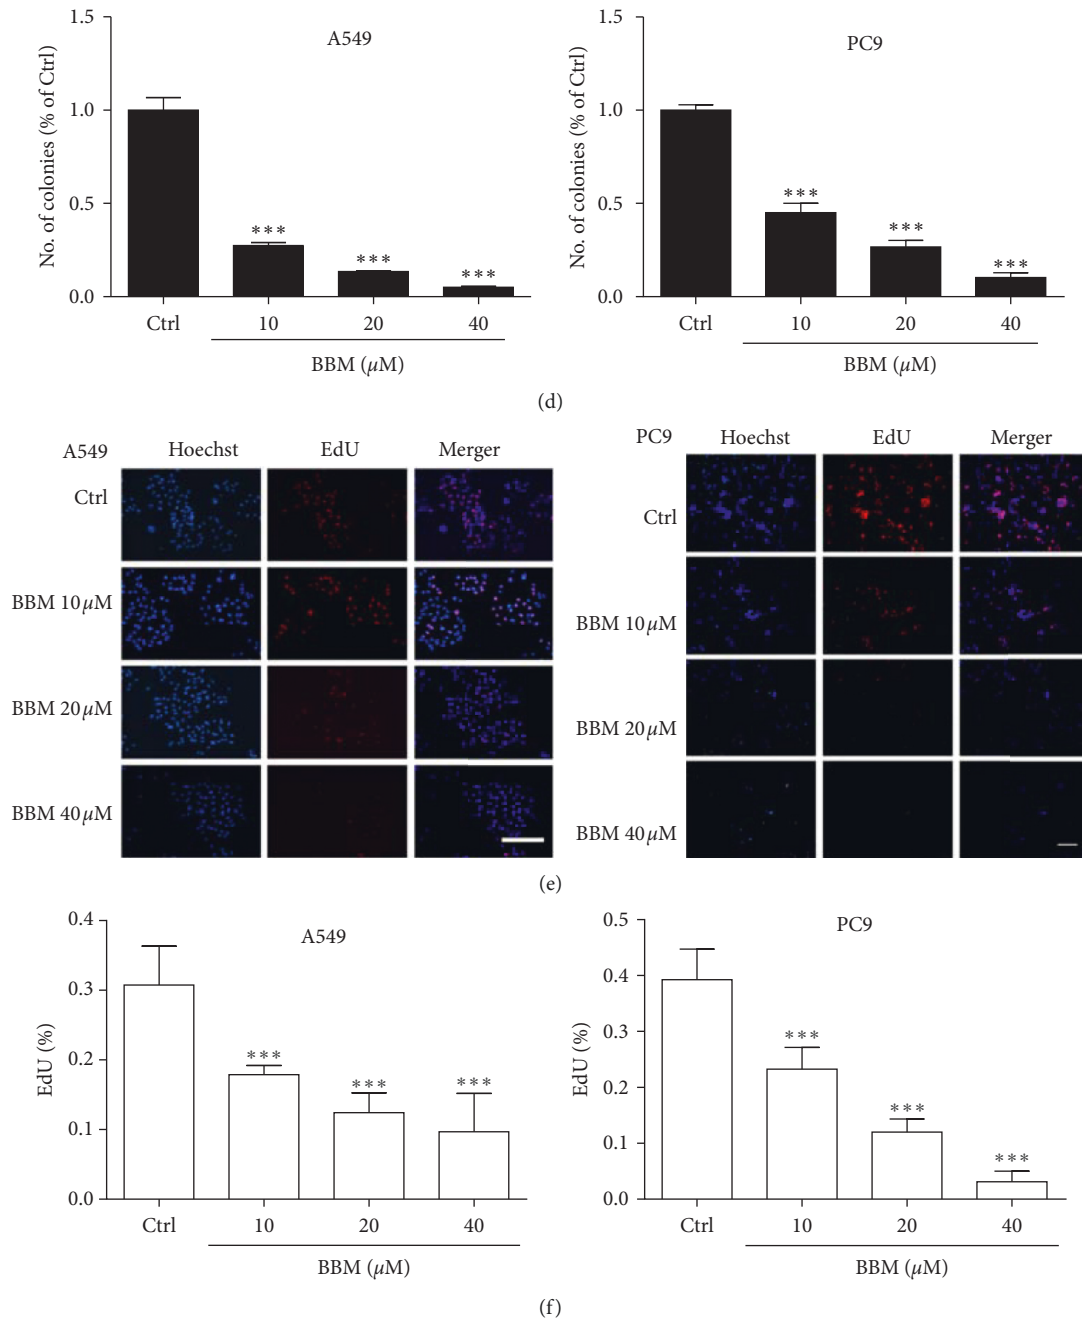 A549
No. of colonies (% of Ctrl)
1.5
1.0
0.5
0.0
***
***
***
Ctrl
10
20
40
BBM (µM)
PC9
No. of colonies (% of Ctrl)
1.5
1.0
0.5
0.0
***
***
***
Ctrl
10
20
40
BBM (µM)
(d)
A549
Hoechst
EdU
Merger
Ctrl
BBM 10 µM
BBM 20 µM
BBM 40 µM
PC9
Hoechst
EdU
Merger
Ctrl
BBM 10 µM
BBM 20 µM
BBM 40 µM
(e)
A549
EdU (%)
0.4
0.3
0.2
0.1
0.0
***
***
***
Ctrl
10
20
40
BBM (µM)
PC9
EdU (%)
0.5
0.4
0.3
0.2
0.1
0.0
***
***
***
Ctrl
10
20
40
BBM (µM)
(f)